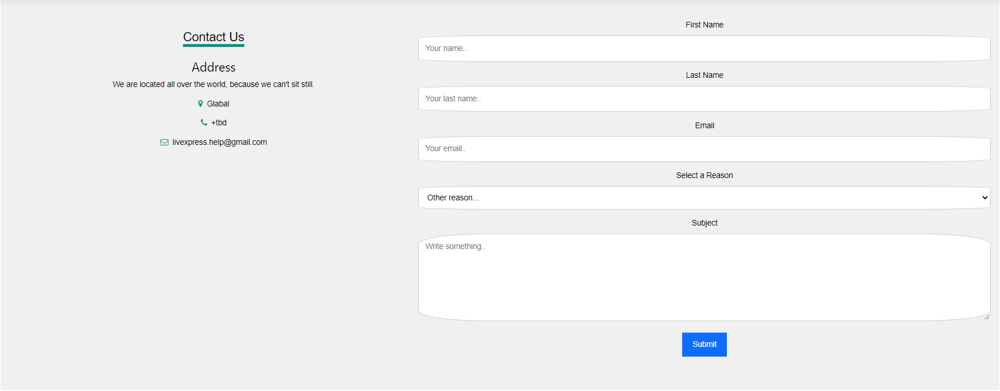 Contact Us
Address
We are located all over the world, because we can't sit still.
Glabal
+tbd
livexpress.help@gmail.com
First Name
Your name..
Last Name
Your last name..
Email
Your email..
Select a Reason
Other reason...
Subject
Write something..
Submit